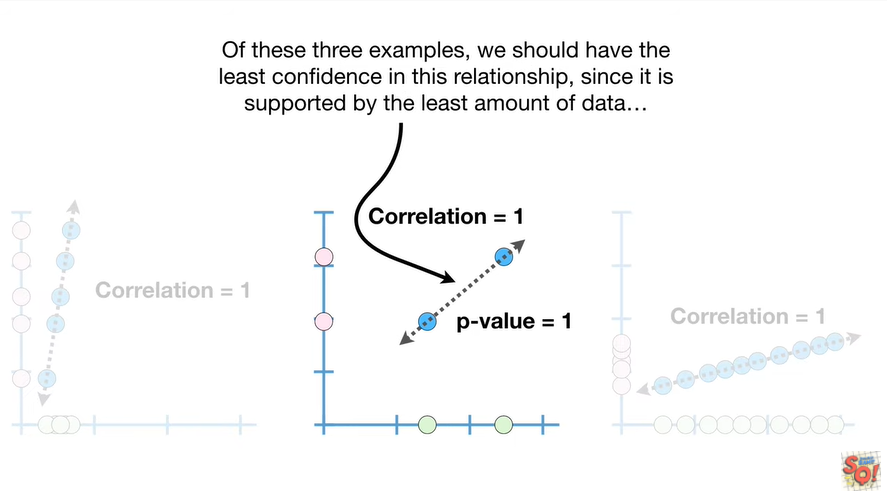 Of these three examples, we should have the
least confidence in this relationship, since it is
supported by the least amount of data…
Correlation = 1
Correlation = 1
p-value = 1
Correlation = 1
SQ!